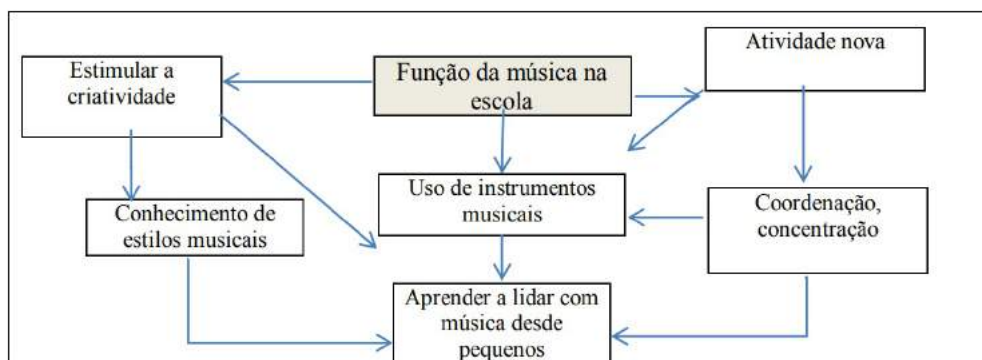 Atividade nova
Estimular a
criatividade
Função da música na
escola
Uso de instrumentos
musicais
Coordenação,
concentração
Conhecimento de
estilos musicais
Aprender a lidar com
música desde
pequenos